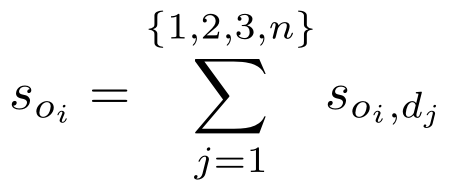 s_{o_i} = \sum_{j=1}^{\{1,2,3,n\}} s_{o_i,d_j}